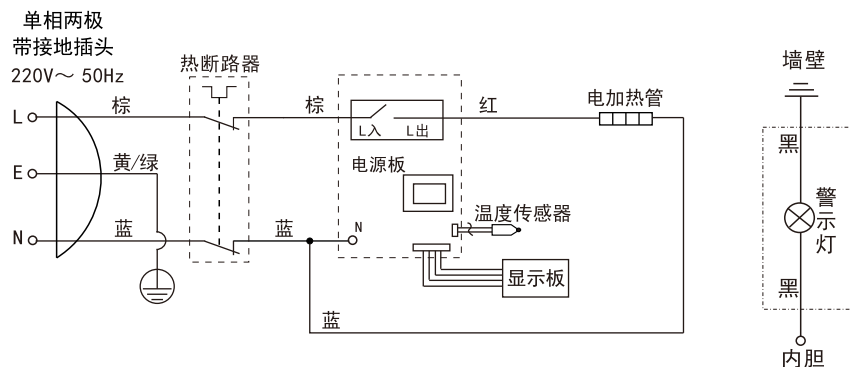 单相两极
带接地插头
220V～ 50Hz
热断路器
L
棕
棕
L入
L出
红
电加热管
E
黄/绿
电源板
N
蓝
蓝
N
温度传感器
显示板
蓝
墙壁
黑
警示灯
黑
内胆